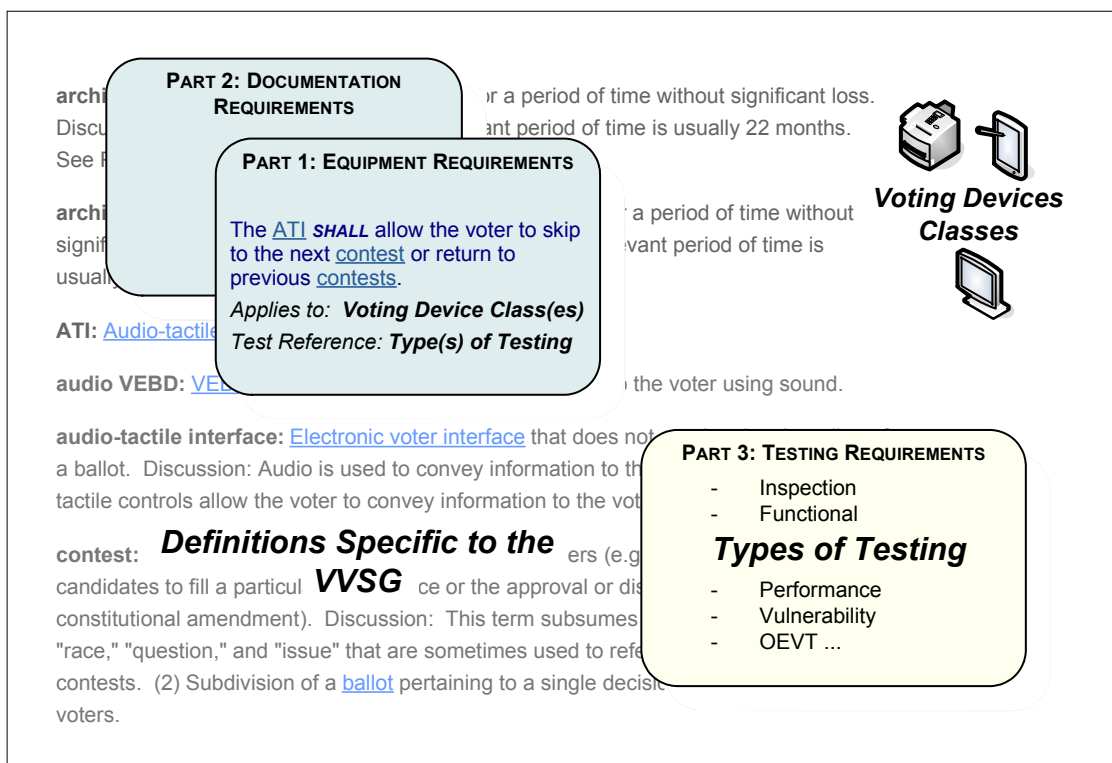 PART 2: DOCUMENTATION
REQUIREMENTS
PART 1: EQUIPMENT REQUIREMENTS
The ATI SHALL allow the voter to skip
to the next contest or return to
previous contests.
Applies to: Voting Device Class(es)
Test Reference: Type(s) of Testing
Voting Devices
Classes
archi or a period of time without significant loss.
Discu ant period of time is usually 22 months.
See
archi a period of time without
signif evant period of time is
usually
ATI: Audio-tactile
audio VEBD: VEB the voter using sound.
audio-tactile interface: Electronic voter interface that does not
a ballot. Discussion: Audio is used to convey information to th
tactile controls allow the voter to convey information to the vot
contest: ers (e.g
candidates to fill a particul ce or the approval or dis
constitutional amendment). Discussion: This term subsumes
"race," "question," and "issue" that are sometimes used to refe
contests. (2) Subdivision of a ballot pertaining to a single decisi
voters.
Definitions Specific to the
VVSG
PART 3: TESTING REQUIREMENTS
- Inspection
- Functional
Types of Testing
- Performance
- Vulnerability
- OEVT ...